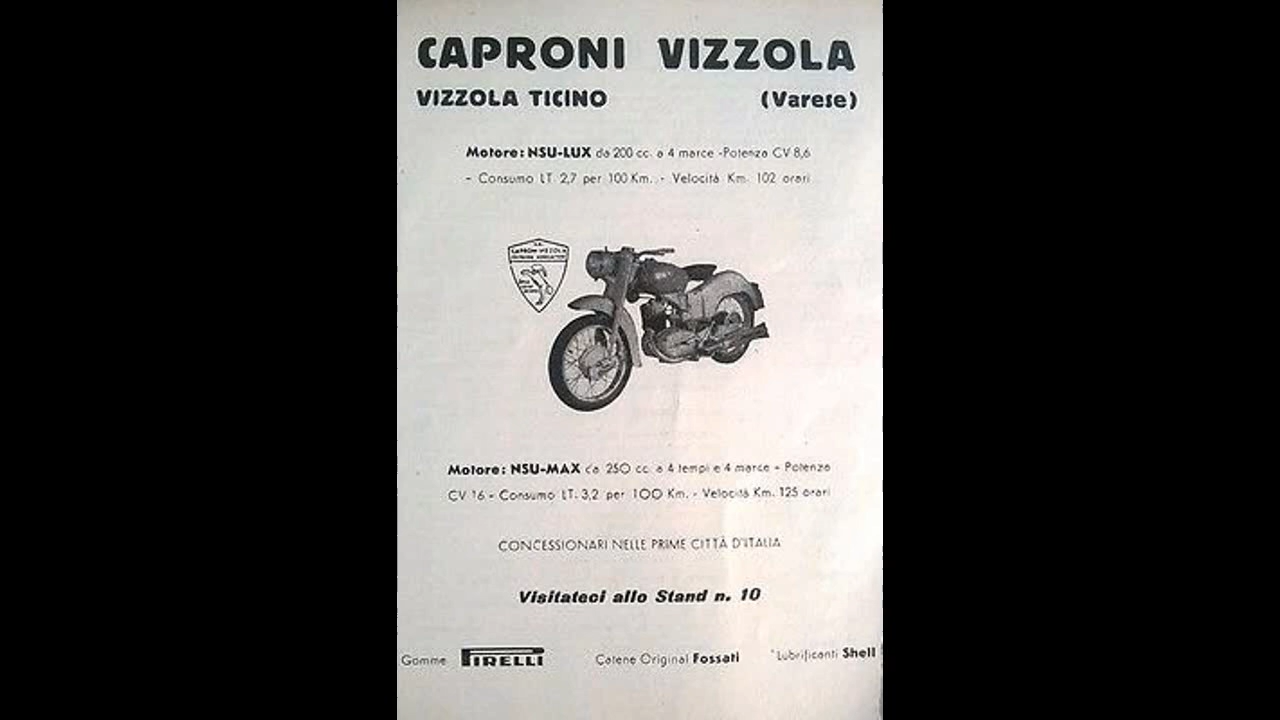 CAPRONI VIZZOLA
VIZZOLA TICINO (Varese)
Motore: NSU-LUX da 200 cc. a 4 marce - Potenza CV 8,6
- Consumo LT. 2,7 per 100 Km. - Velocità Km. 102 orari
CAPRONI VIZZOLA
Motore: NSU-MAX da 250 cc. a 4 tempi e 4 marce - Potenza
CV 16 - Consumo LT. 3,2 per 100 Km. - Velocità Km. 125 orari
CONCESSIONARI NELLE PRIME CITTÀ D'ITALIA
Visitateci allo Stand n. 10
Gomme PIRELLI Catene Original Fossati Lubrificanti Shell